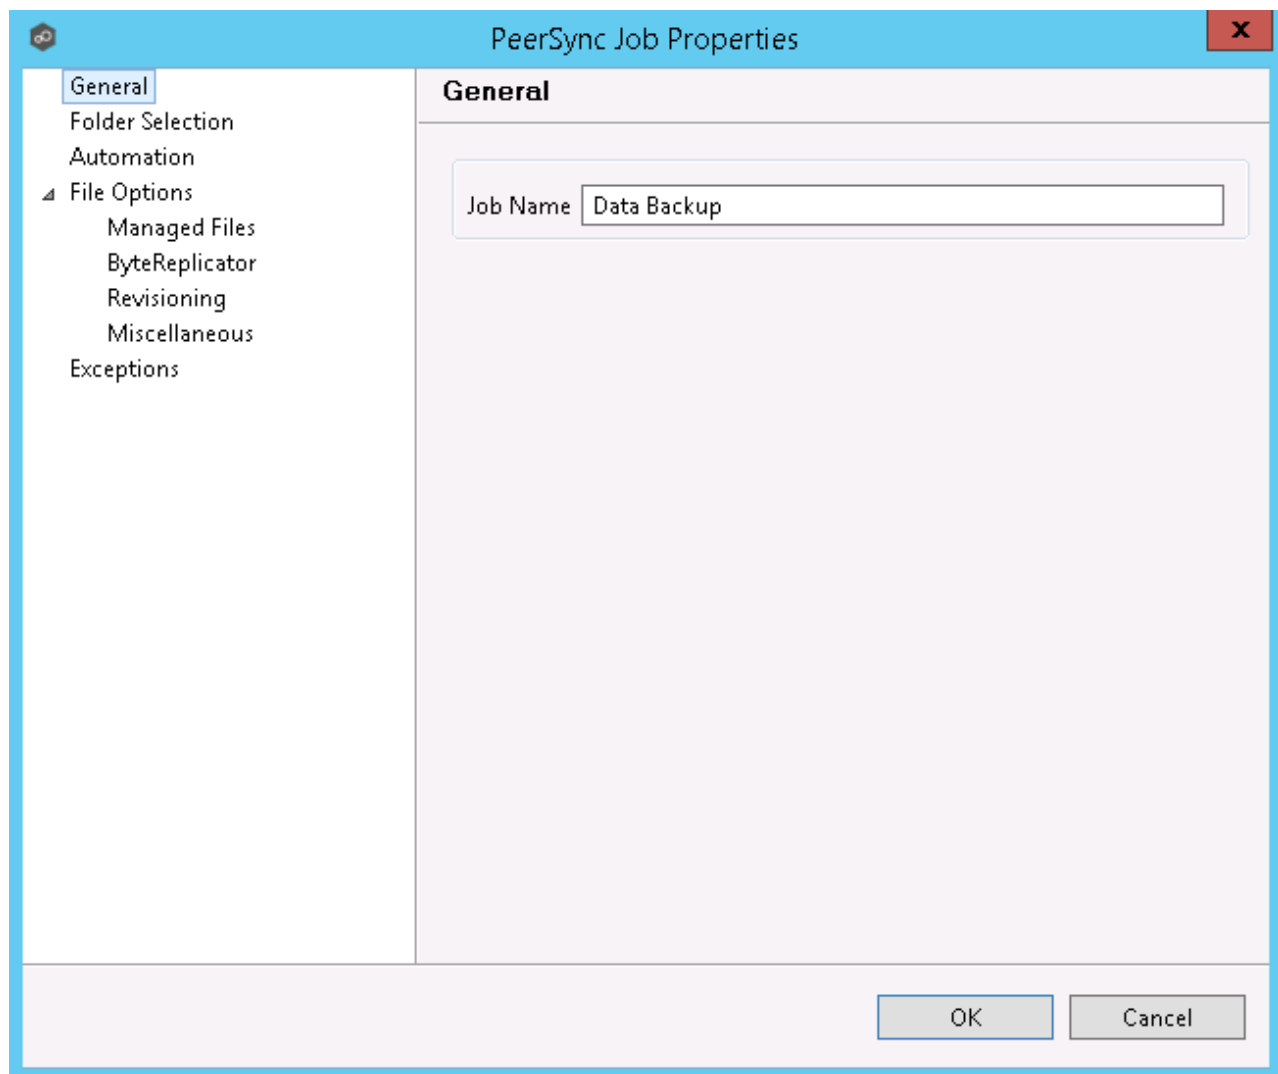 PeerSync Job Properties
X
General
Folder Selection
Automation
File Options
Managed Files
ByteReplicator
Revisioning
Miscellaneous
Exceptions
General
Job Name Data Backup
OK Cancel